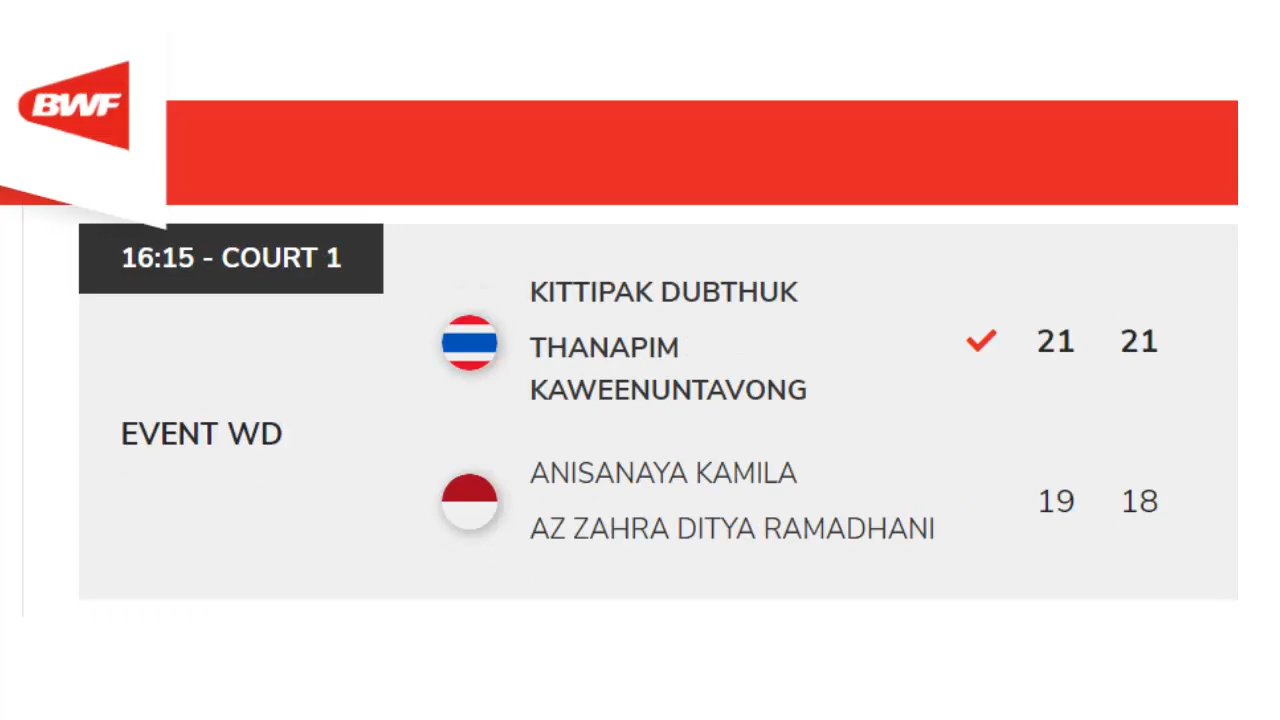 BWF
16:15 - COURT 1
EVENT WD
KITTIPAK DUBTHUK
THANAPIM
KAWEENUNTAVONG
21 21
ANISANAYA KAMILA
AZ ZAHRA DITYA RAMADHANI
19 18